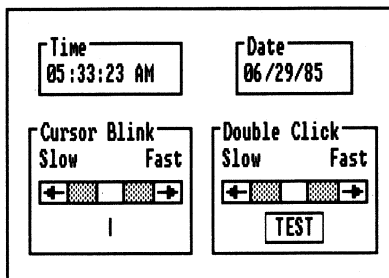 Time
05:33:23 AM
Date
06/29/85
Cursor Blink
Slow Fast
Double Click
Slow Fast
TEST